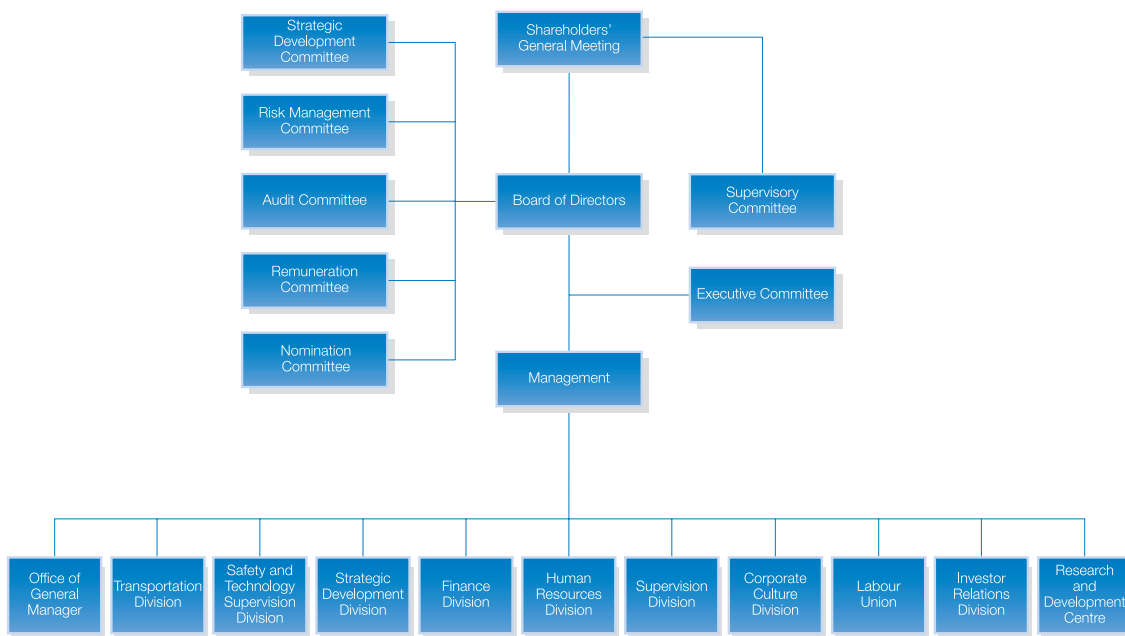 Strategic
Development
Committee
Shareholders'
General Meeting
Risk Management
Committee
Audit Committee
Board of Directors
Supervisory
Committee
Remuneration
Committee
Executive Committee
Nomination
Committee
Management
Office of
General
Manager
Transportation
Division
Safety and
Technology
Supervision
Division
Strategic
Development
Division
Finance
Division
Human
Resources
Division
Supervision
Division
Corporate
Culture
Division
Labour
Union
Investor
Relations
Division
Research
and
Development
Centre